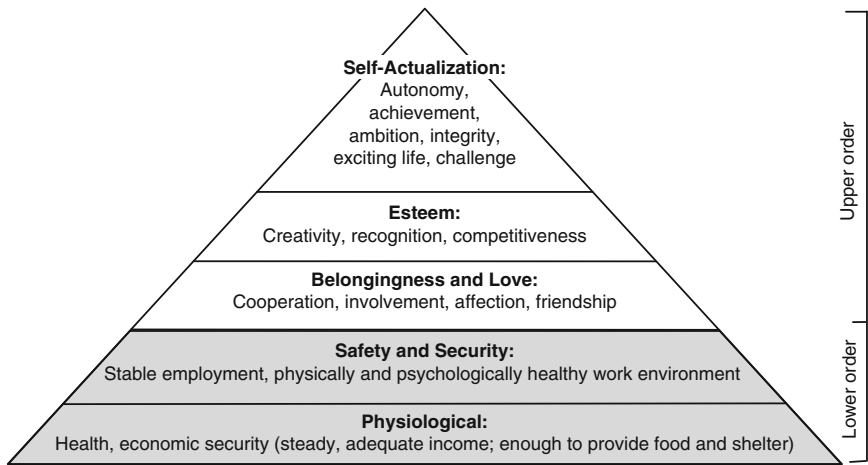 Self-Actualization:
Autonomy,
achievement,
ambition, integrity,
exciting life, challenge
Esteem:
Creativity, recognition, competitiveness
Belongingness and Love:
Cooperation, involvement, affection, friendship
Safety and Security:
Stable employment, physically and psychologically healthy work environment
Physiological:
Health, economic security (steady, adequate income; enough to provide food and shelter)
Upper order
Lower order